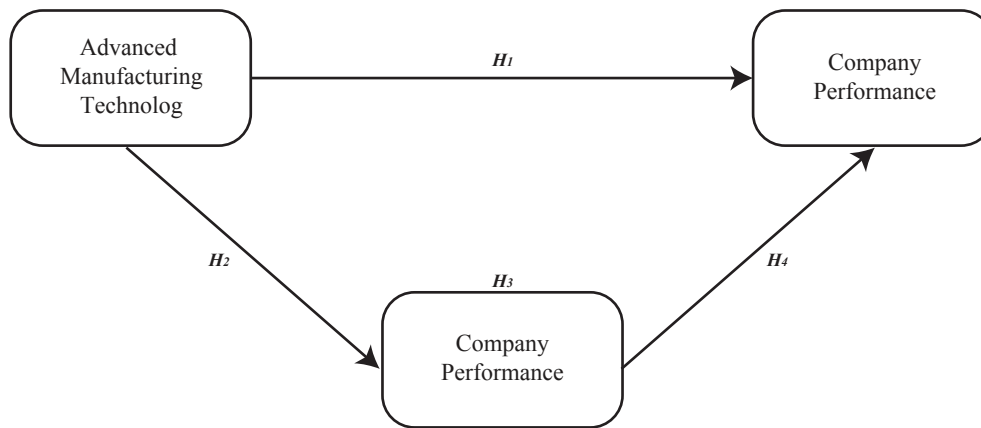 Advanced
Manufacturing
Technolog
H1
Company
Performance
H2
H3
H4
Company
Performance